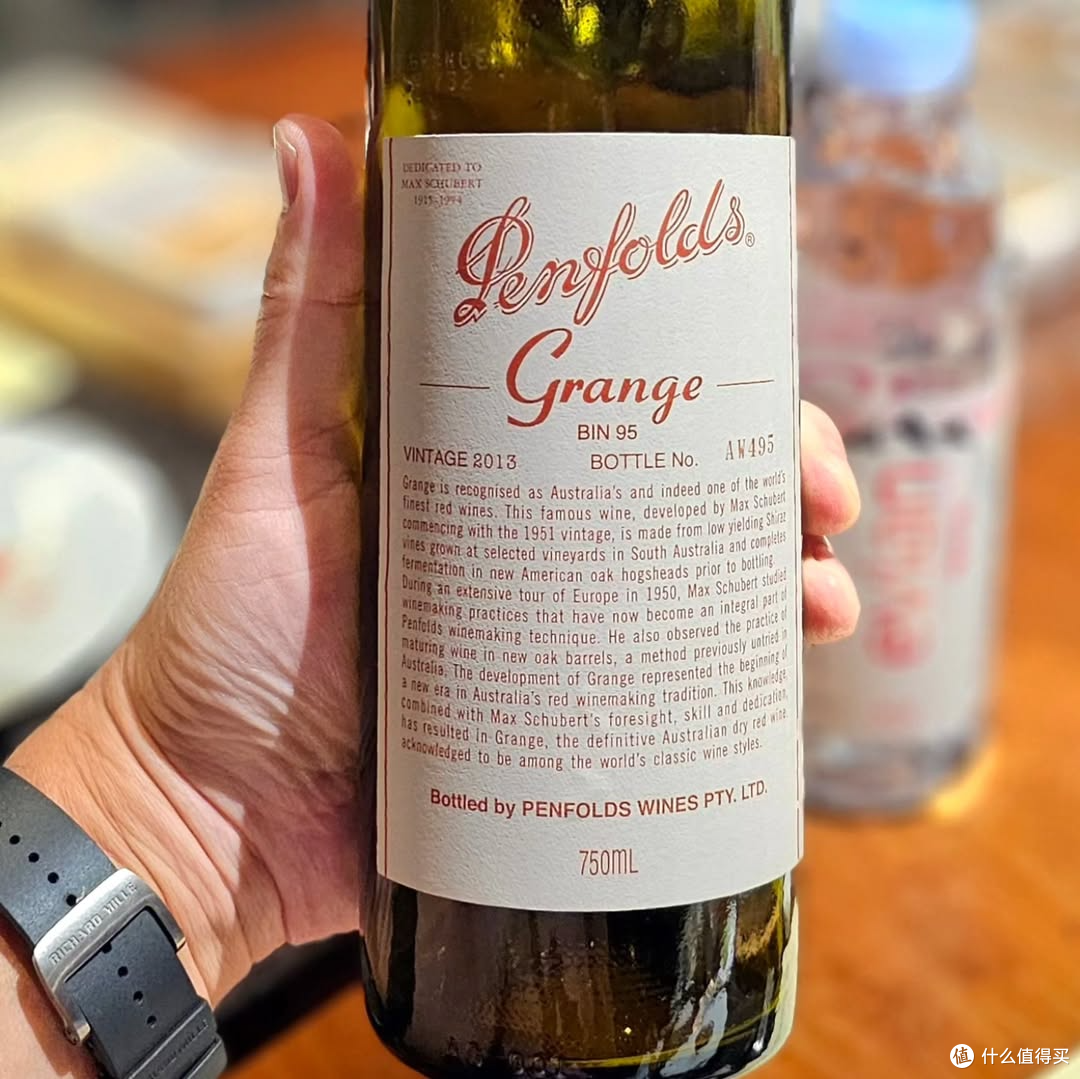 DEDICATED TO
MAX SCHUBERT
1915-1994
Penfolds®
Grange
BIN 95
VINTAGE 2013 BOTTLE No. AW495
Grange is recognised as Australia's and indeed one of the world's
finest red wines. This famous wine, developed by Max Schubert
commencing with the 1951 vintage, is made from low yielding Shiraz
vines grown at selected vineyards in South Australia and completes
fermentation in new American oak hogsheads prior to bottling.
During an extensive tour of Europe in 1950, Max Schubert studied
winemaking practices that have now become an integral part of
Penfolds winemaking technique. He also observed the practice of
maturing wine in new oak barrels, a method previously untried in
Australia. The development of Grange represented the beginning of
a new era in Australia's red winemaking tradition. This knowledge,
combined with Max Schubert's foresight, skill and dedication,
has resulted in Grange, the definitive Australian dry red wine
acknowledged to be among the world's classic wine styles.
Bottled by PENFOLDS WINES PTY. LTD.
750mL
RICHARD MILLE
值 什么值得买